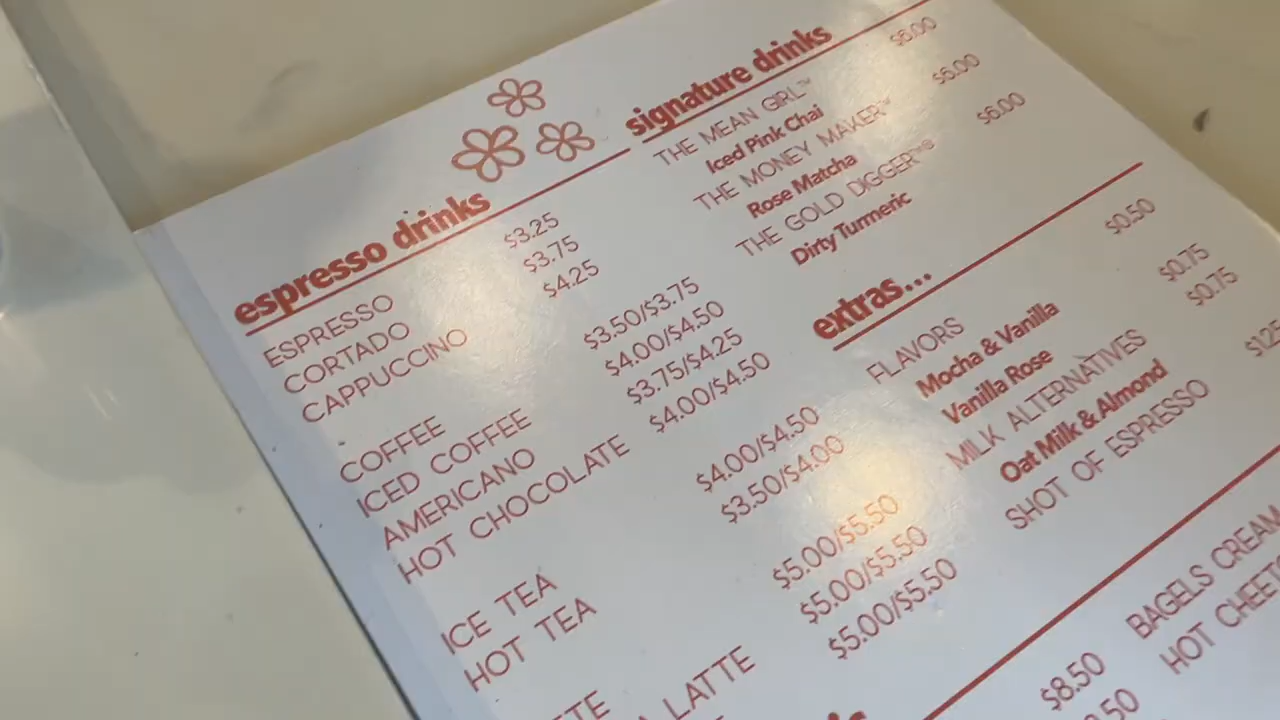 espresso drinks
ESPRESSO $3.25
CORTADO $3.75
CAPPUCCINO $4.25
COFFEE $3.50/$3.75
ICED COFFEE $4.00/$4.50
AMERICANO $3.75/$4.25
HOT CHOCOLATE $4.00/$4.50
ICE TEA $4.00/$4.50
HOT TEA $3.50/$4.00
$5.00/$5.50
LATTE $5.00/$5.50
$5.00/$5.50
signature drinks
THE MEAN GIRL™ $6.00
Iced Pink Chai
THE MONEY MAKER™ $6.00
Rose Matcha
THE GOLD DIGGER™® $6.00
Dirty Turmeric
extras...
FLAVORS $0.50
Mocha & Vanilla
Vanilla Rose $0.75
MILK ALTERNATIVES $0.75
Oat Milk & Almond
SHOT OF ESPRESSO
$8.50
BAGELS CREAM
HOT